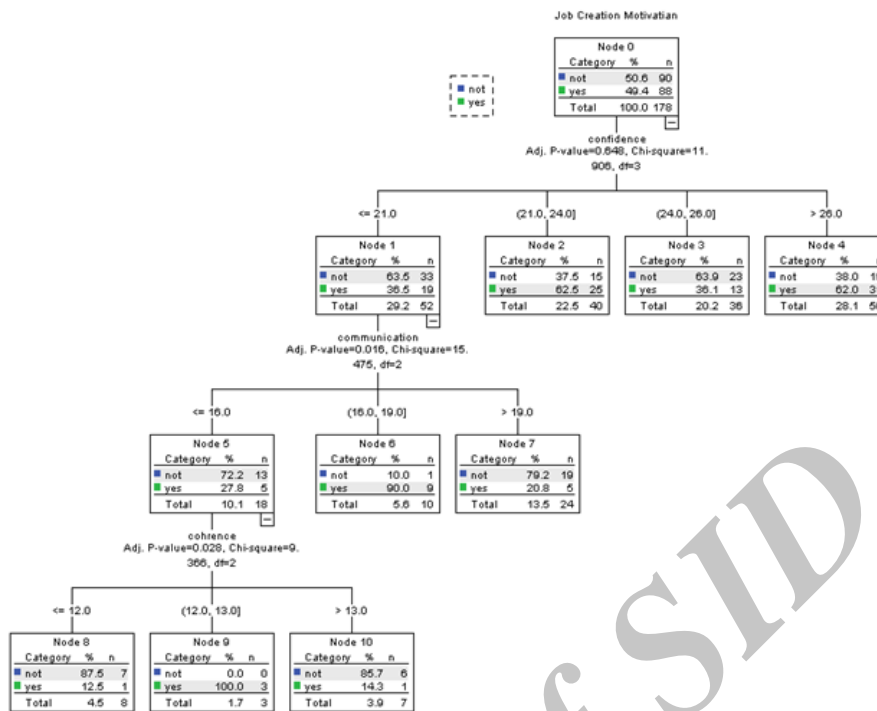 Job Creation Motivatian
not
yes
Node 0
Category % n
not 50.6 90
yes 49.4 88
Total 100.0 178
confidence
Adj. P-value=0.648, Chi-square=11.
906, df=3
<= 21.0 (21.0, 24.0] (24.0, 26.0] > 26.0
Node 1
Category % n
not 63.5 33
yes 36.5 19
Total 29.2 52
Node 2
Category % n
not 37.5 15
yes 62.5 25
Total 22.5 40
Node 3
Category % n
not 63.9 23
yes 36.1 13
Total 20.2 36
Node 4
Category % n
not 38.0
yes 62.0
Total 28.1
communication
Adj. P-value=0.016, Chi-square=15.
475, df=2
<= 16.0 (16.0, 19.0] > 19.0
Node 5
Category % n
not 72.2 13
yes 27.8 5
Total 10.1 18
Node 6
Category % n
not 10.0 1
yes 90.0 9
Total 5.6 10
Node 7
Category % n
not 79.2 19
yes 20.8 5
Total 13.5 24
cohrence
Adj. P-value=0.028, Chi-square=9.
366, df=2
<= 12.0 (12.0, 13.0] > 13.0
Node 8
Category % n
not 87.5 7
yes 12.5 1
Total 4.5 8
Node 9
Category % n
not 0.0 0
yes 100.0 3
Total 1.7 3
Node 10
Category % n
not 85.7 6
yes 14.3 1
Total 3.9 7
of SID